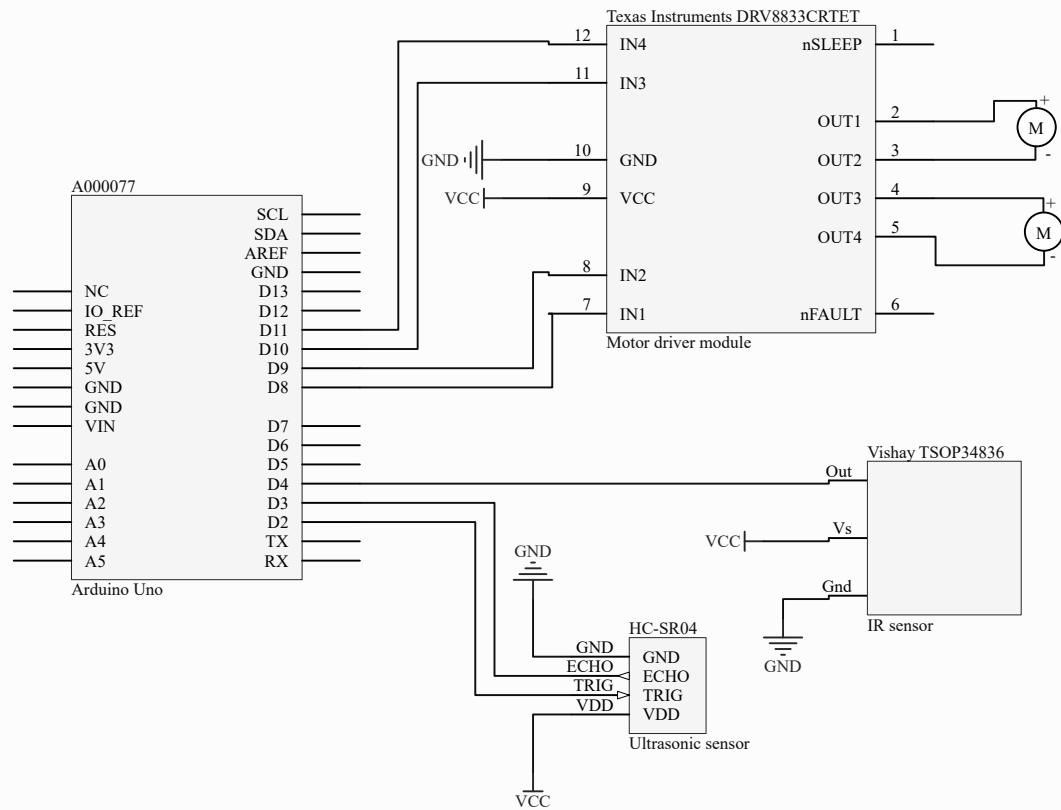 Texas Instruments DRV8833CRTET
12 IN4 nSLEEP 1
11 IN3
OUT1 2 + M
10 GND GND OUT2 3 -
VCC 9 VCC OUT3 4 +
OUT4 5 M -
8 IN2
7 IN1 nFAULT 6
Motor driver module
A000077
SCL
SDA
AREF
GND
NC D13
IO_REF D12
RES D11
3V3 D10
5V D9
GND D8
GND
VIN D7
D6
A0 D5
A1 D4
A2 D3
A3 D2
A4 TX
A5 RX
Arduino Uno
Vishay TSOP34836
Out
VCC Vs
Gnd
GND
IR sensor
GND
HC-SR04
GND GND
ECHO ECHO
TRIG TRIG
VDD VDD
Ultrasonic sensor
VCC